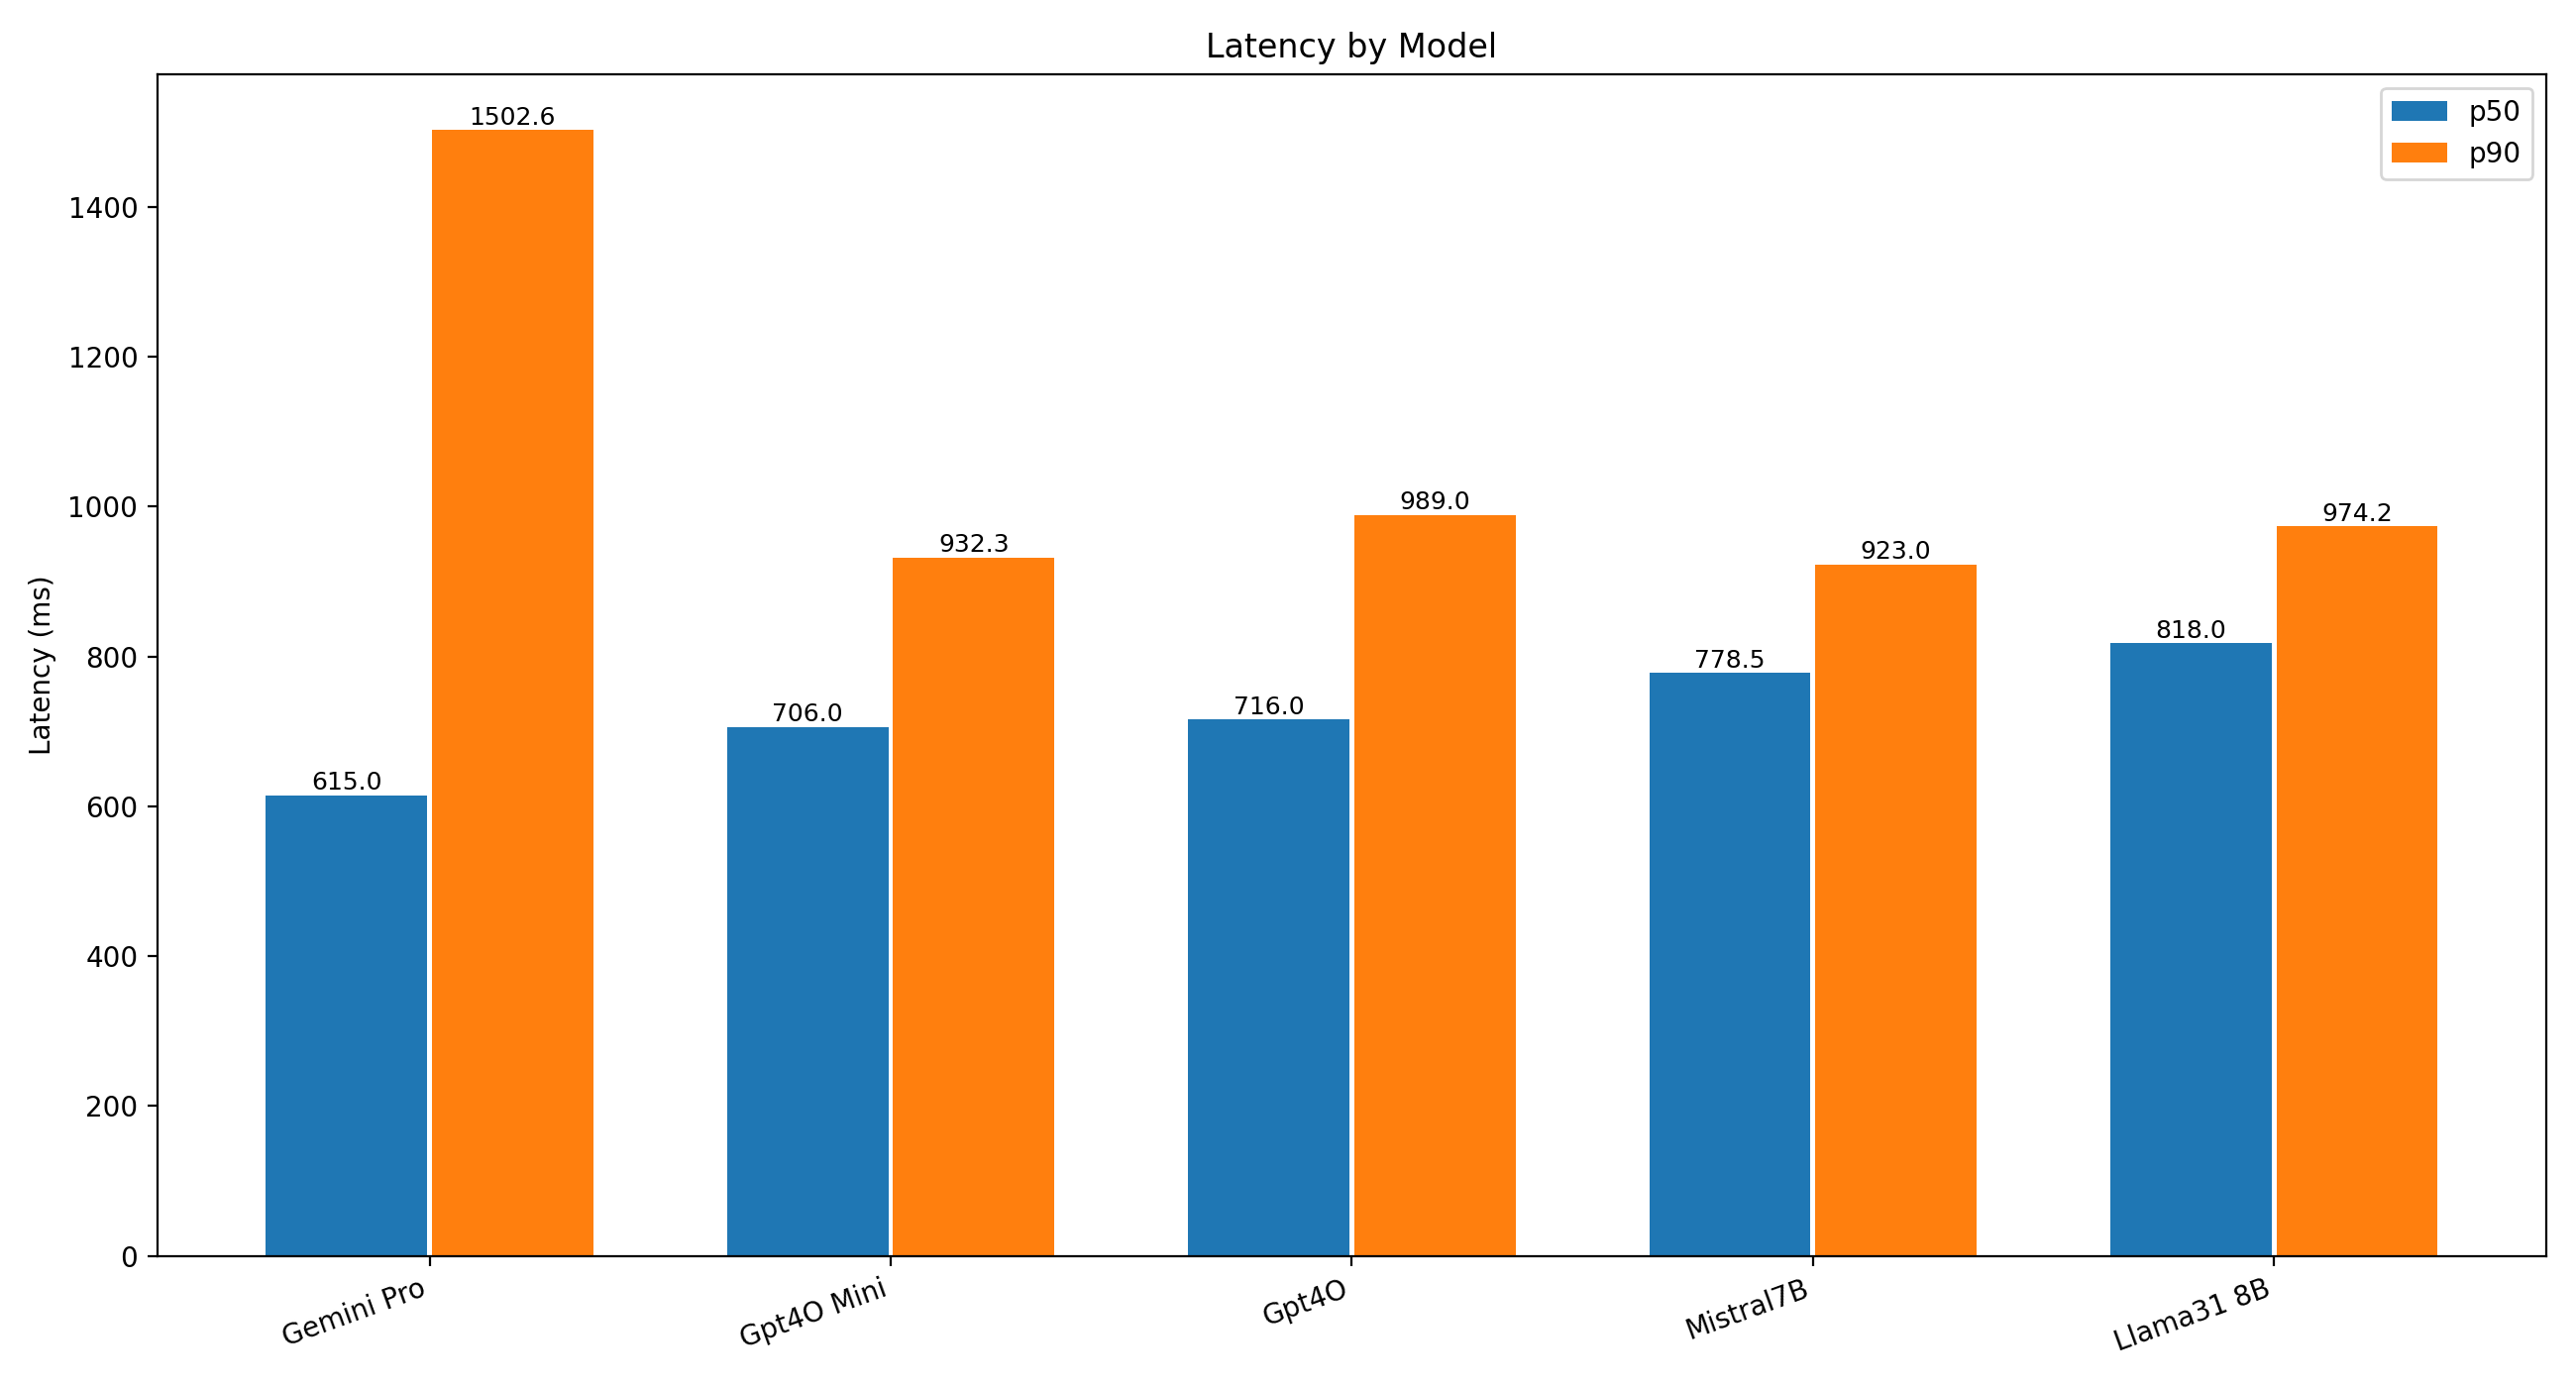 Latency by Model
p50
p90
Latency (ms)
1400
1200
1000
800
600
400
200
0
1502.6
615.0
932.3
706.0
989.0
716.0
923.0
778.5
974.2
818.0
Gemini Pro
Gpt4O Mini
Gpt4O
Mistral7B
Llama31 8B